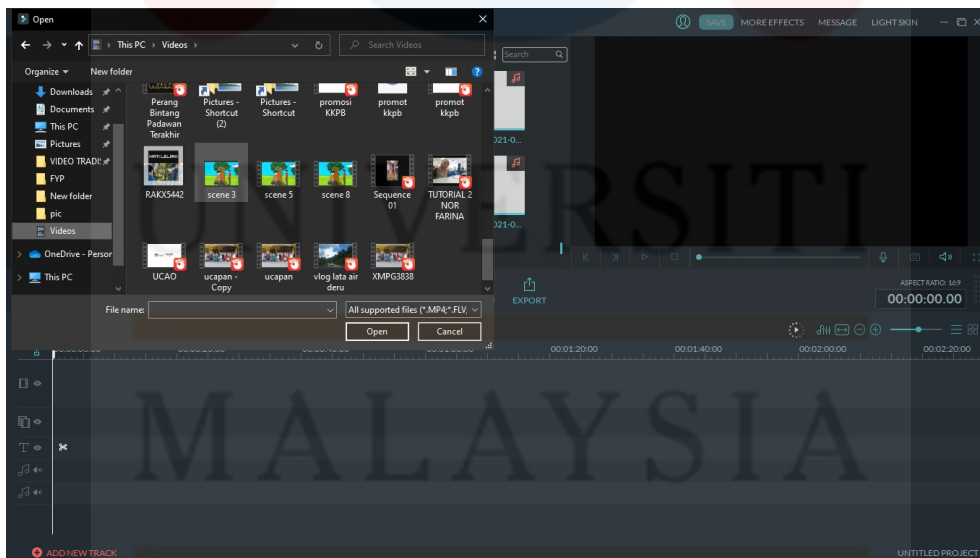 Open
SAVE MORE EFFECTS MESSAGE LIGHT SKIN
This PC > Videos >
Search Videos
Organize
New folder
Search
Downloads
Documents
This PC
Pictures
VIDEO TRADIS
FYP
New folder
pic
Videos
OneDrive - Person
This PC
Perang Bintang Padawan Terakhir
Pictures - Shortcut (2)
Pictures - Shortcut
promosi KKPB
promot kkpb
promot kkpb
RAKX5442
scene 3
scene 5
scene 8
Sequence 01
TUTORIAL 2 NOR FARINA
UCAO
ucapan - Copy
ucapan
vlog lata air deru
XMPG3838
021-0...
021-0...
File name:
All supported files (*.MP4;*.FLV,
Open
Cancel
EXPORT
ASPECT RATIO: 16:9
00:00:00.00
00:01:20:00
00:01:40:00
00:02:00:00
00:02:20:00
ADD NEW TRACK
UNTITLED PROJECT
UNIVERSITI
MALAYSIA